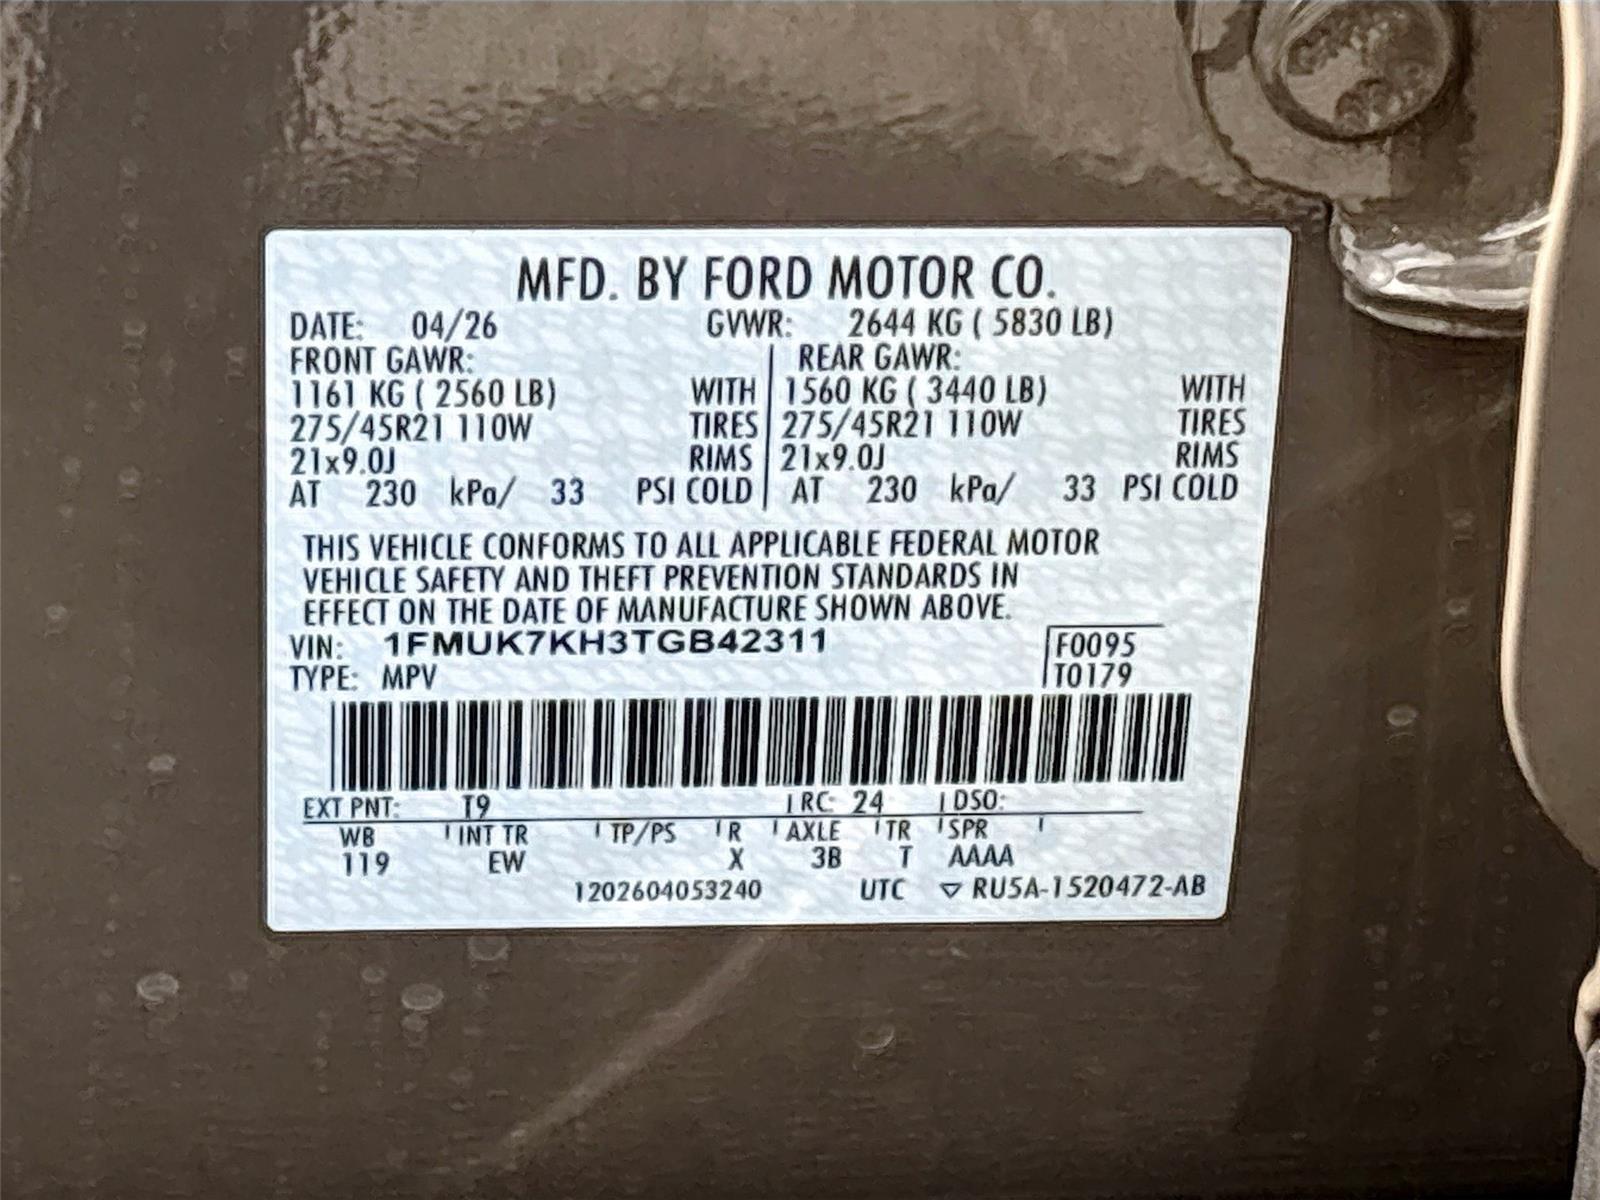 MFD. BY FORD MOTOR CO.
DATE: 04/26 GVWR: 2644 KG ( 5830 LB)
FRONT GAWR: REAR GAWR:
1161 KG ( 2560 LB) WITH 1560 KG ( 3440 LB) WITH
275/45R21 110W TIRES 275/45R21 110W TIRES
21x9.0J RIMS 21x9.0J RIMS
AT 230 kPa/ 33 PSI COLD AT 230 kPa/ 33 PSI COLD
THIS VEHICLE CONFORMS TO ALL APPLICABLE FEDERAL MOTOR
VEHICLE SAFETY AND THEFT PREVENTION STANDARDS IN
EFFECT ON THE DATE OF MANUFACTURE SHOWN ABOVE.
VIN: 1FMUK7KH3TGB42311 F0095
TYPE: MPV T0179
EXT PNT: T9 RC: 24 DSO:
WB INT TR TP/PS R AXLE TR SPR
119 EW X 3B T AAAA
1202604053240 UTC ▽ RU5A-1520472-AB